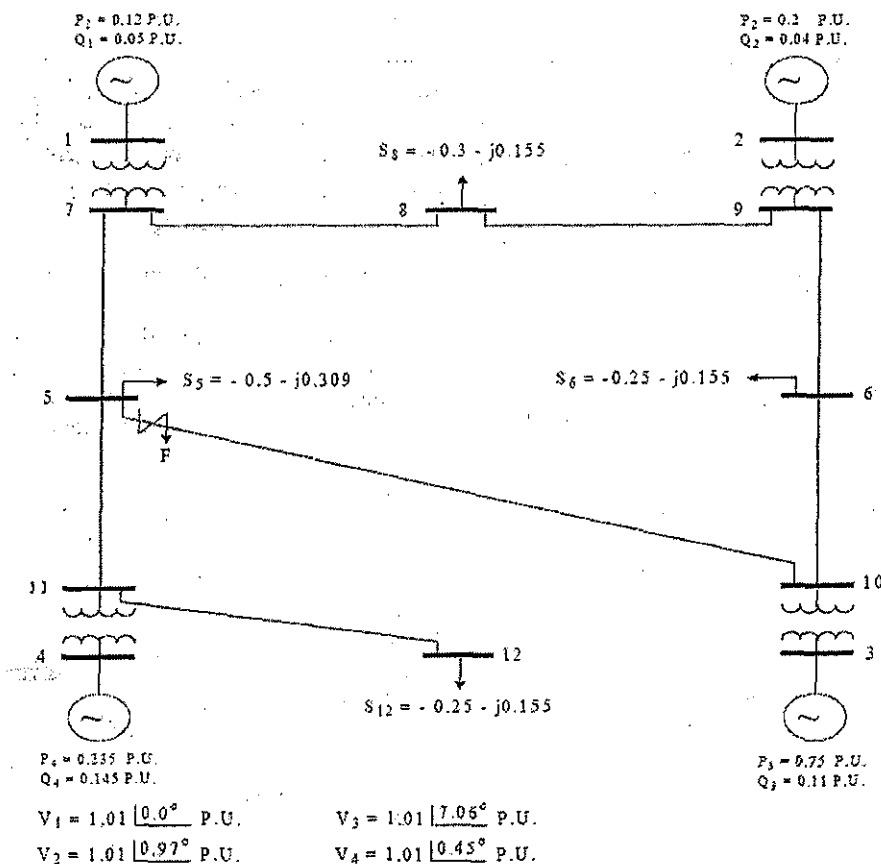 P₂ = 0.12 P.U.
Q₁ = 0.05 P.U.
P₂ = 0.2 P.U.
Q₂ = 0.04 P.U.
1
2
S₈ = - 0.3 - j0.155
7
8
9
5
S₅ = - 0.5 - j0.309
S₆ = -0.25 - j0.155
6
F
11
10
4
12
3
S₁₂ = - 0.25 - j0.155
P₄ = 0.235 P.U.
Q₄ = 0.145 P.U.
P₃ = 0.75 P.U.
Q₃ = 0.11 P.U.
V₁ = 1.01 |0.0° P.U.
V₃ = 1.01 |7.06° P.U.
V₂ = 1.01 |0.97° P.U.
V₄ = 1.01 |0.45° P.U.